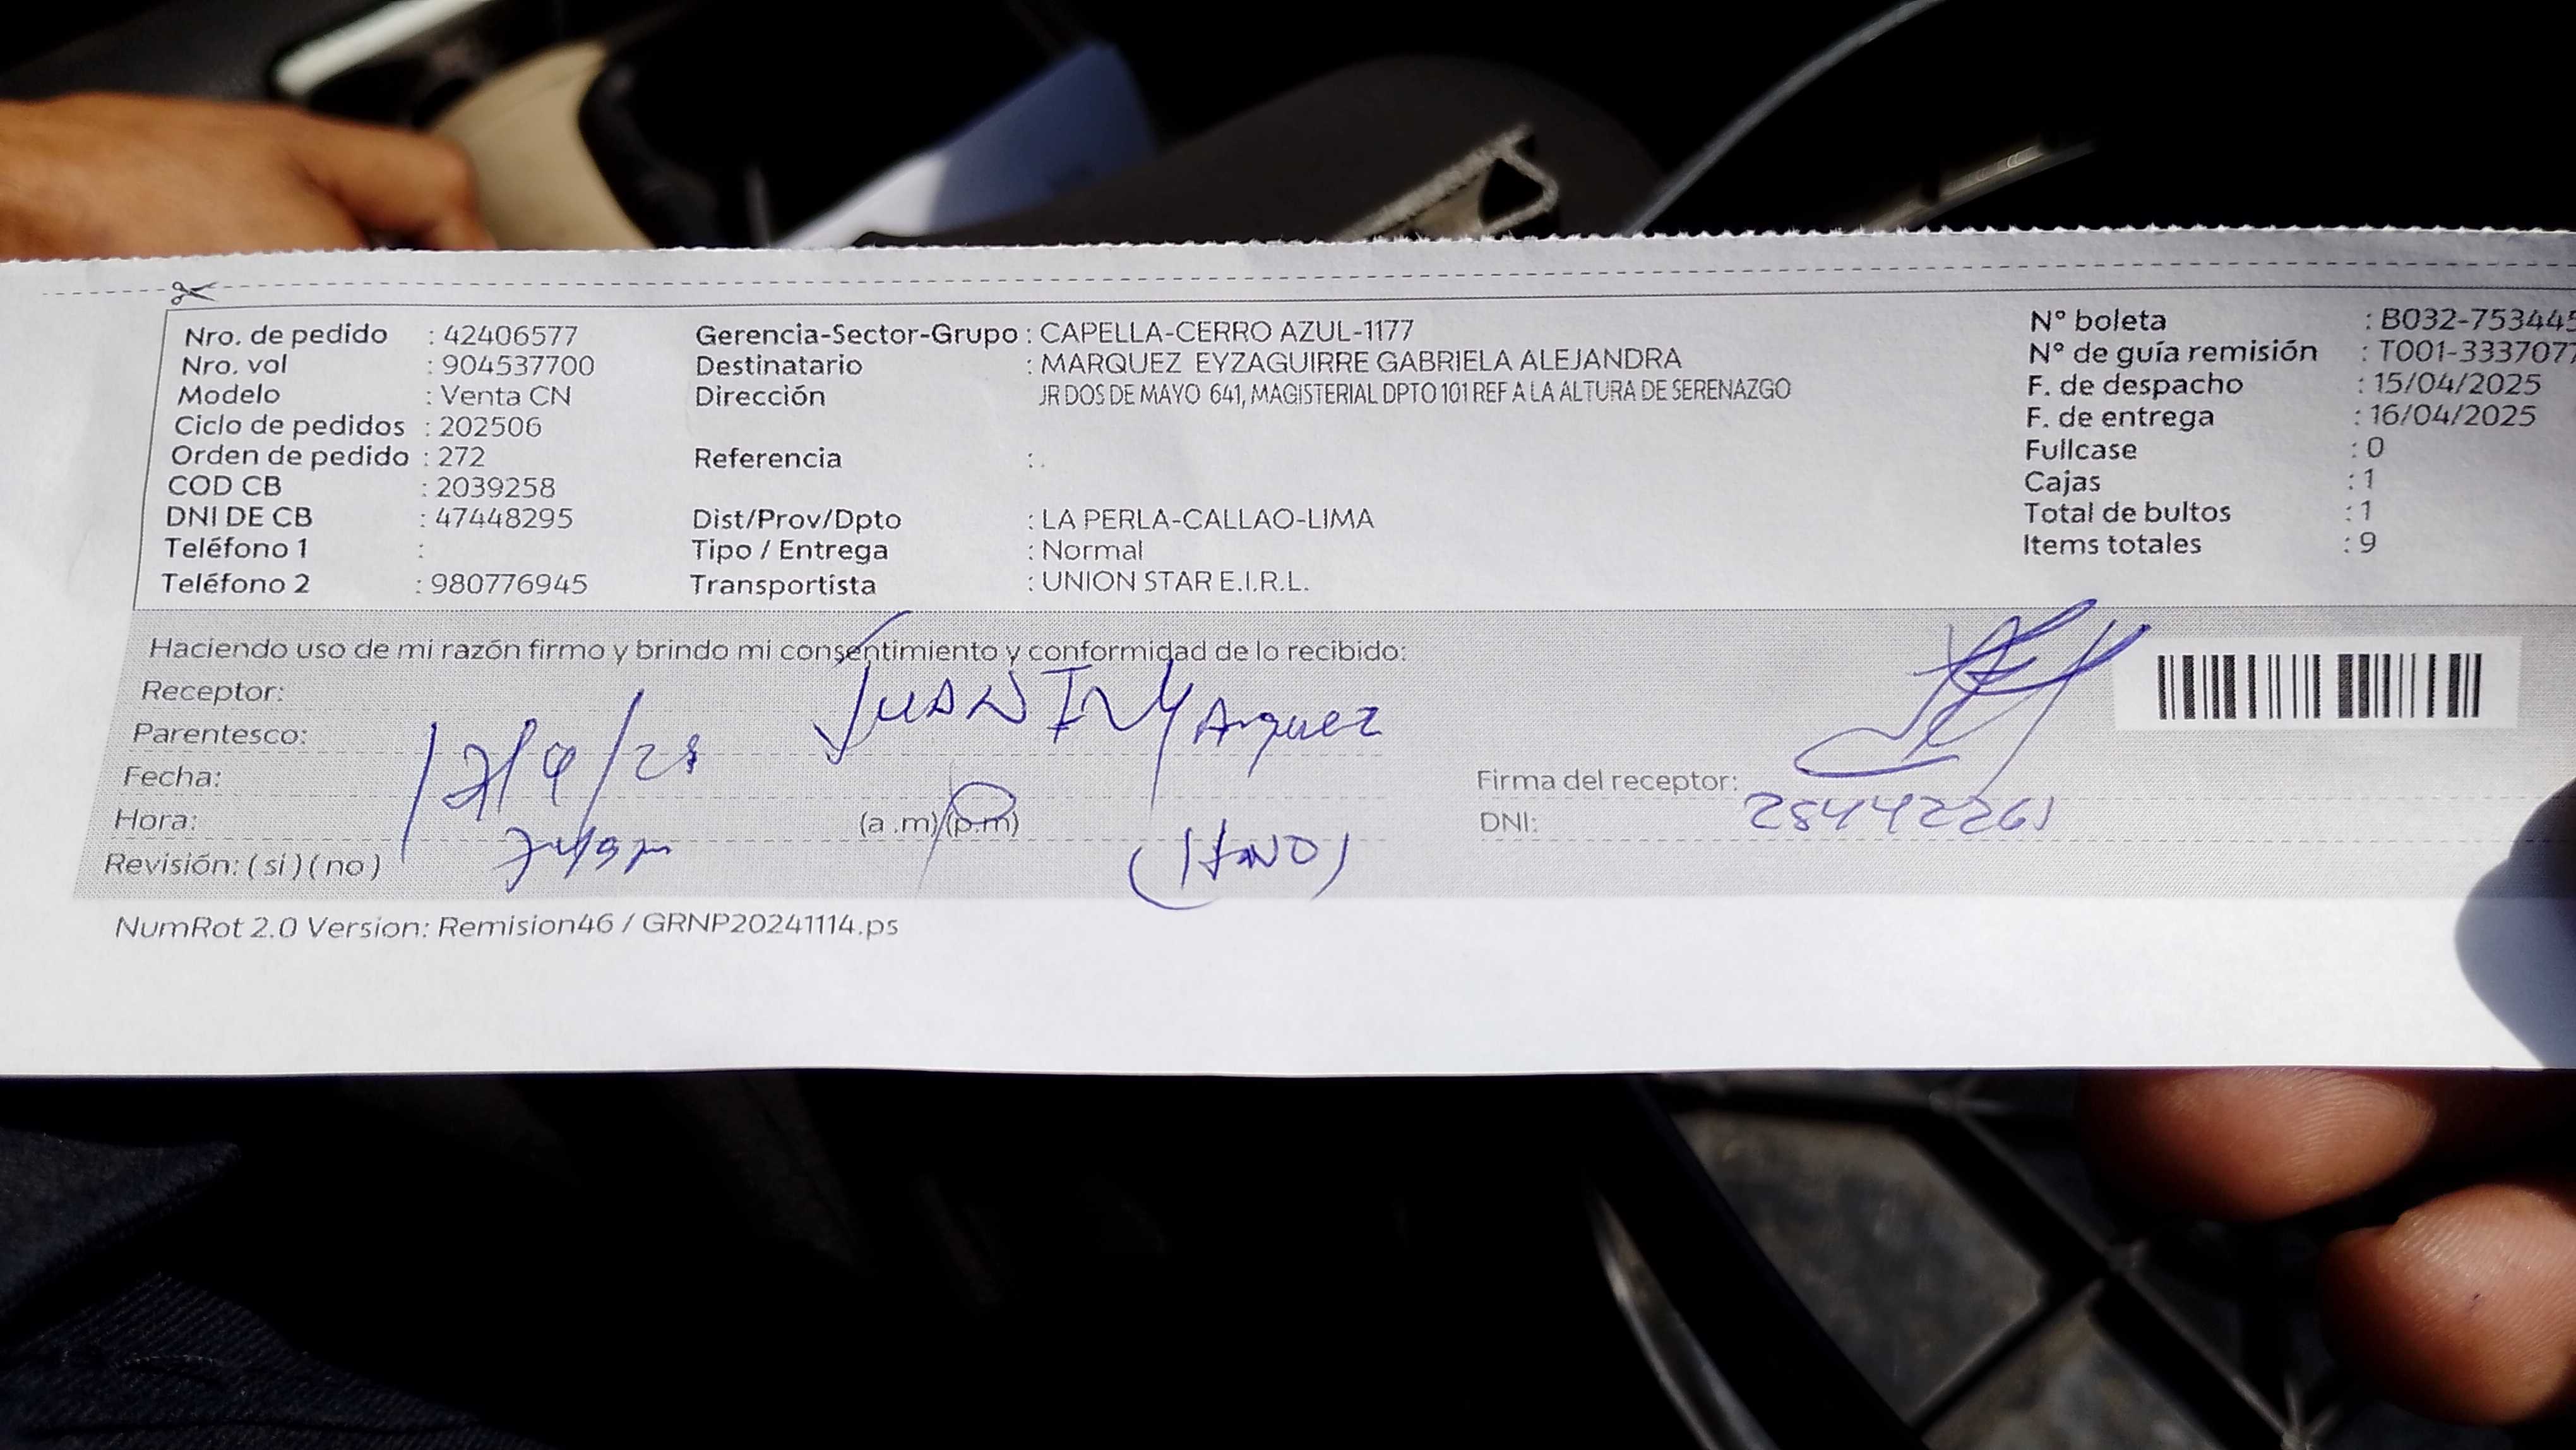 Nro. de pedido : 42406577
Nro. vol : 904537700
Modelo : Venta CN
Ciclo de pedidos : 202506
Orden de pedido : 272
COD CB : 2039258
DNI DE CB : 47448295
Teléfono 1 :
Teléfono 2 : 980776945
Gerencia-Sector-Grupo : CAPELLA-CERRO AZUL-1177
Destinatario : MARQUEZ EYZAGUIRRE GABRIELA ALEJANDRA
Dirección JR DOS DE MAYO 641, MAGISTERIAL DPTO 101 REF A LA ALTURA DE SERENAZGO
Referencia : .
Dist/Prov/Dpto : LA PERLA-CALLAO-LIMA
Tipo / Entrega : Normal
Transportista : UNION STAR E.I.R.L.
N° boleta : B032-753445
N° de guía remisión : T001-3337077
F. de despacho : 15/04/2025
F. de entrega : 16/04/2025
Fullcase : 0
Cajas : 1
Total de bultos : 1
Items totales : 9
Haciendo uso de mi razón firmo y brindo mi consentimiento y conformidad de lo recibido:
Receptor: JUAN Marquez
Parentesco:
Fecha:
Hora: (a .m) (p.m)
Revisión: ( si ) ( no )
Firma del receptor:
DNI: 25442261
NumRot 2.0 Version: Remision46 / GRNP20241114.ps